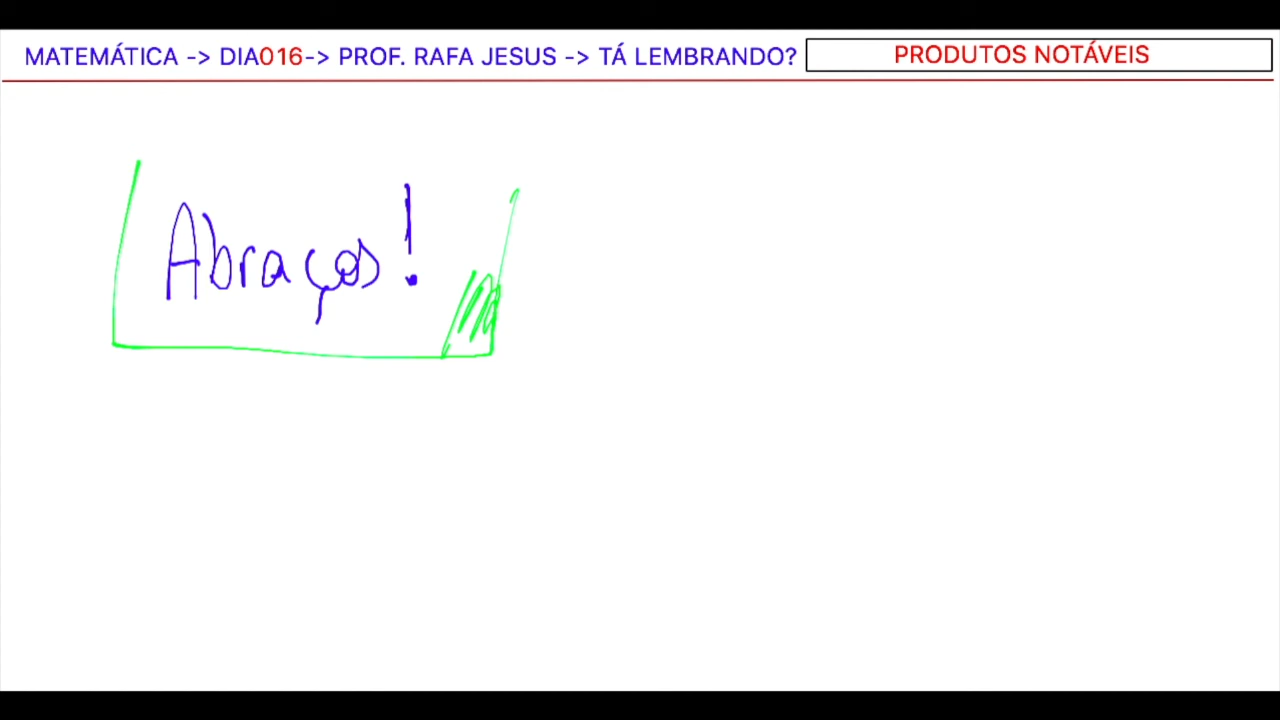 MATEMÁTICA -> DIA016-> PROF. RAFA JESUS -> TÁ LEMBRANDO? PRODUTOS NOTÁVEIS
Abraços!